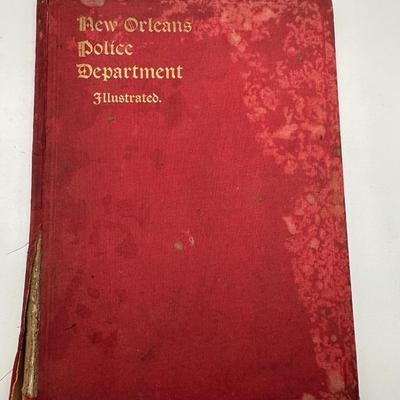 New Orleans
Police
Department
Illustrated.